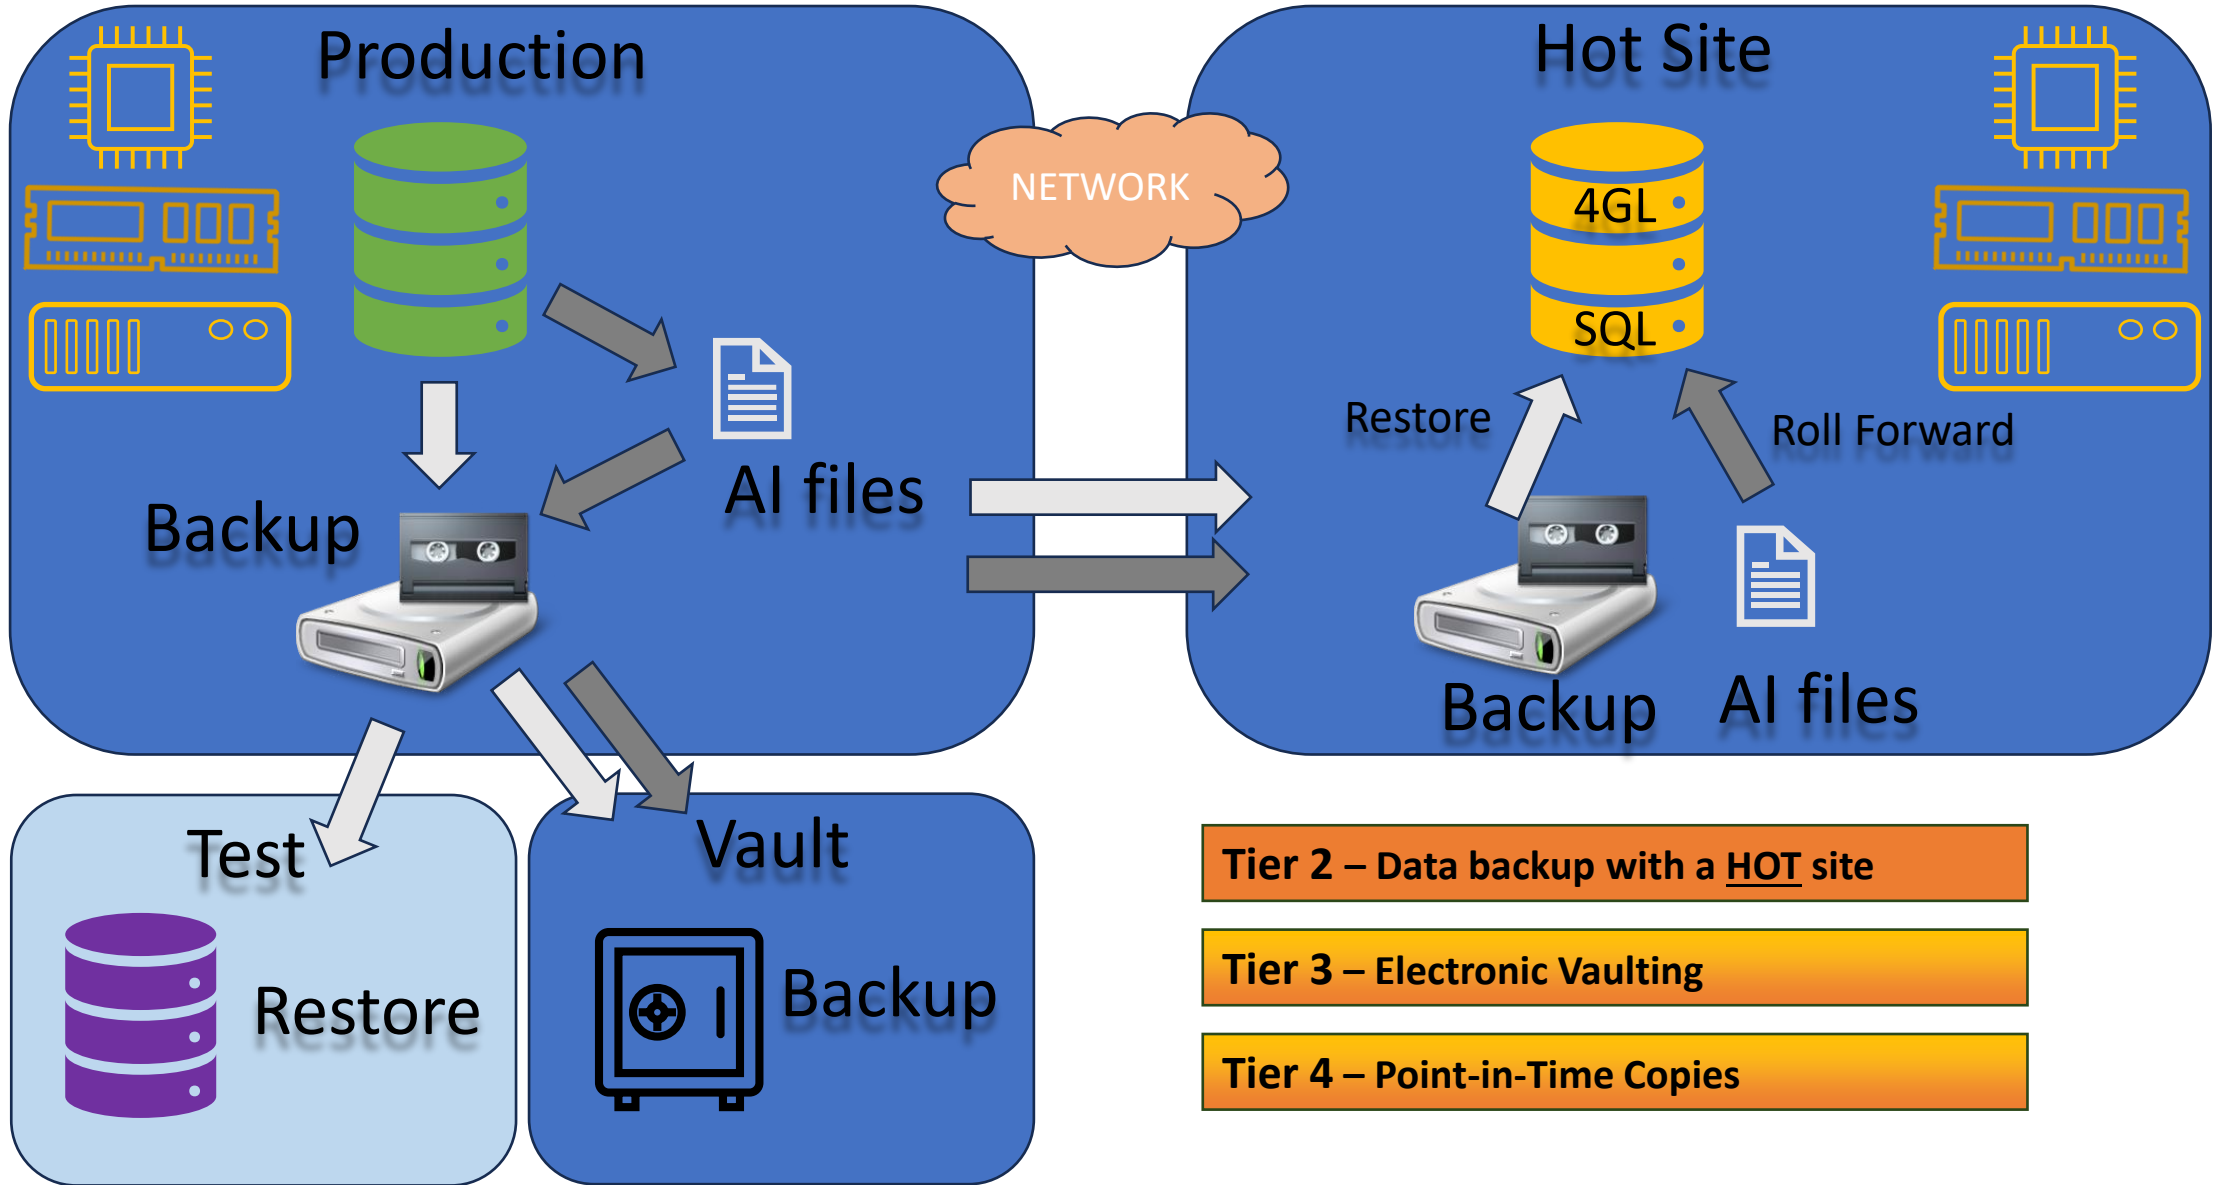 Production
Hot Site
NETWORK
4GL
SQL
Restore
Roll Forward
AI files
Backup
Backup
AI files
Test
Restore
Vault
Backup
Tier 2 – Data backup with a HOT site
Tier 3 – Electronic Vaulting
Tier 4 – Point-in-Time Copies